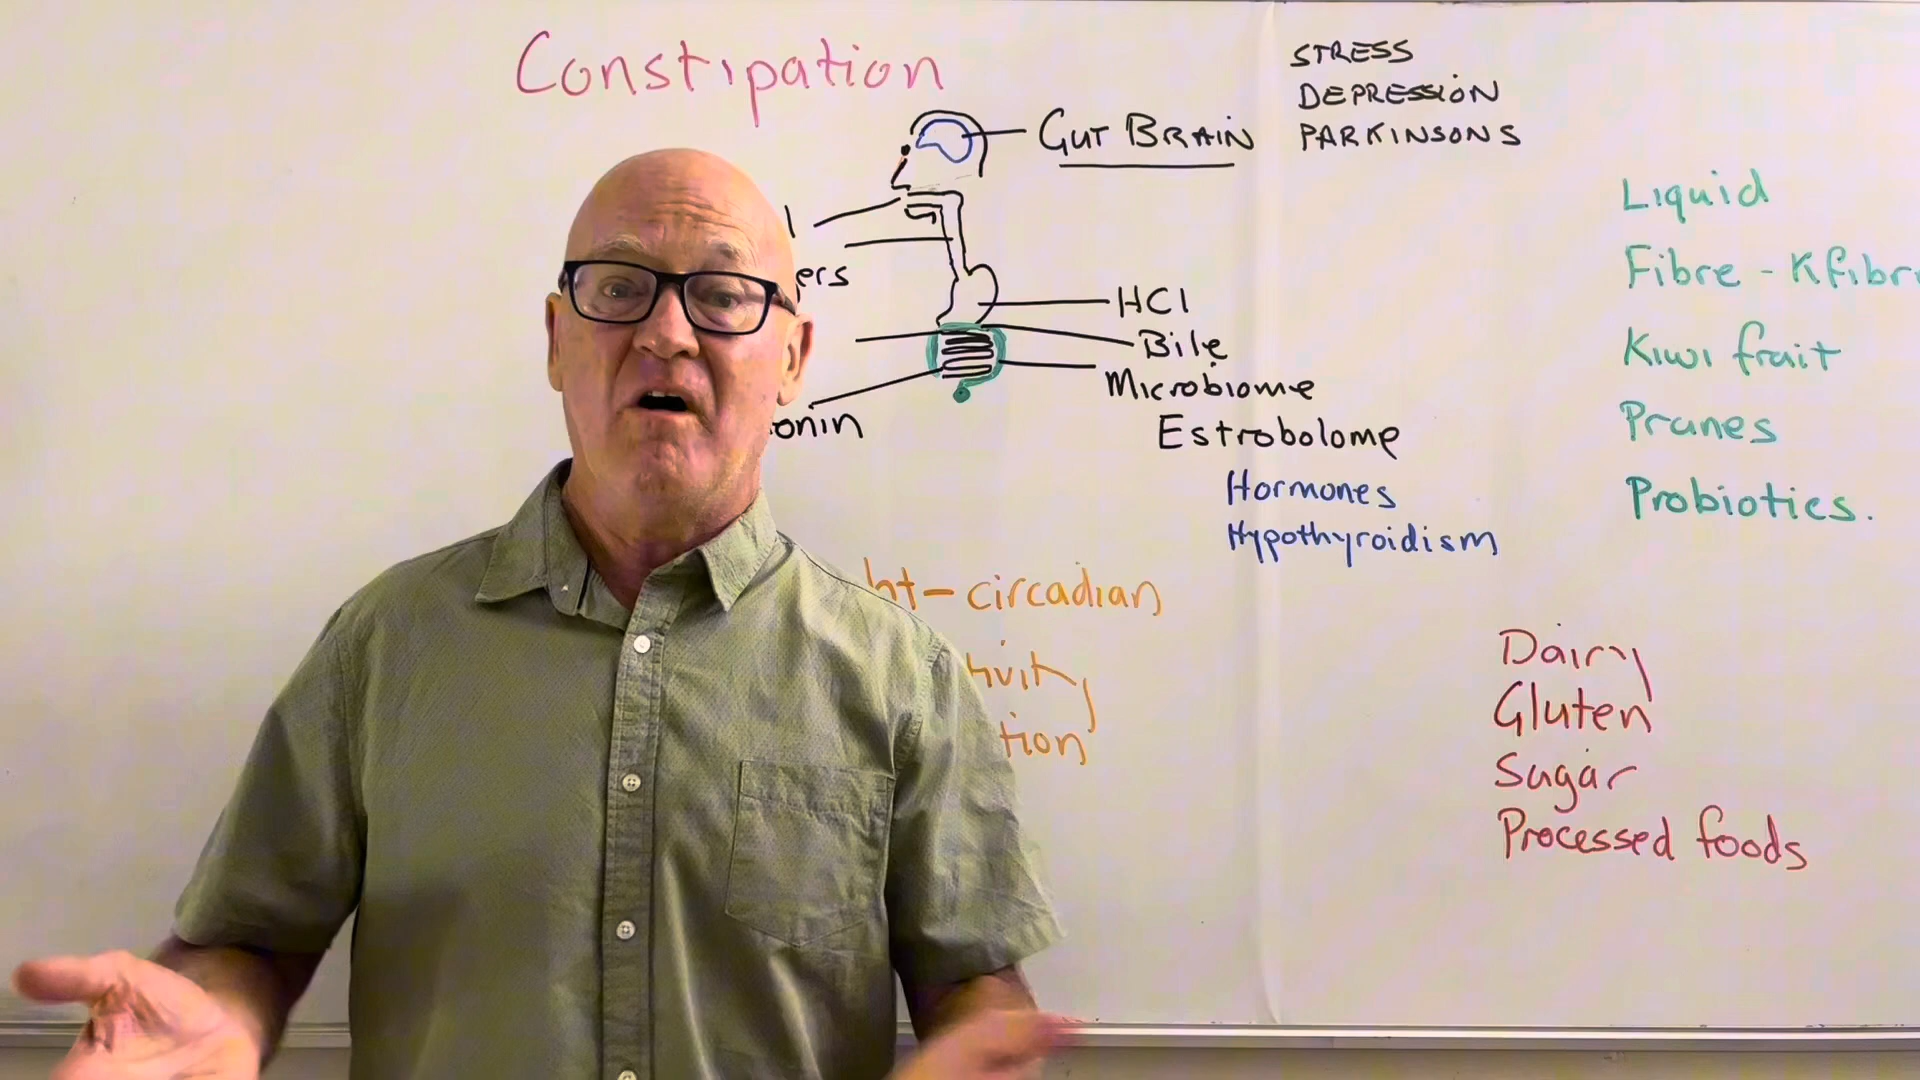 Constipation
STRESS
DEPRESSION
PARKINSONS
GUT BRAIN
HCl
Bile
Microbiome
Estrobolome
Hormones
Hypothyroidism
circadian
Liquid
Fibre - Kfibr
Kiwi fruit
Prunes
Probiotics.
Dairy
Gluten
Sugar
Processed foods